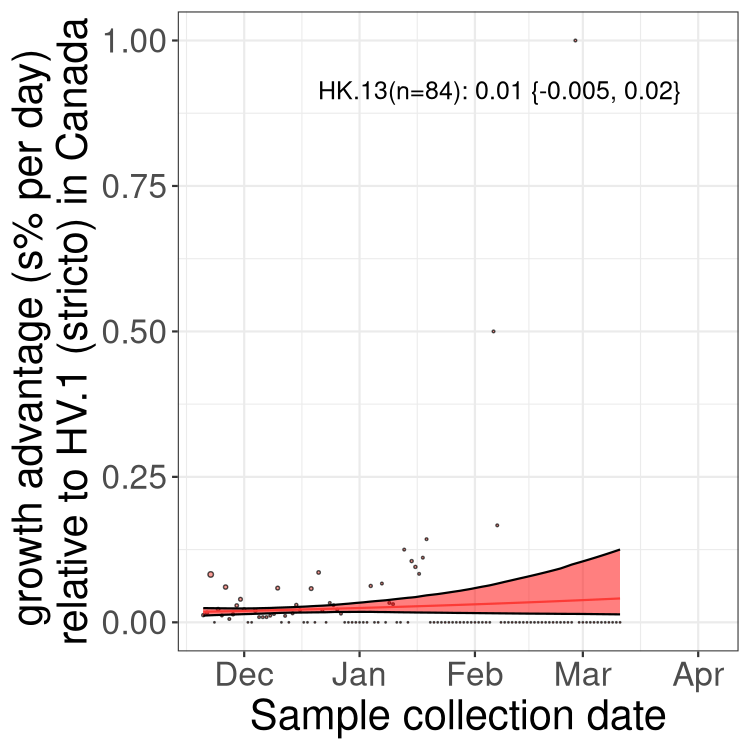 growth advantage (s% per day)
relative to HV.1 (stricto) in Canada
1.00
0.75
0.50
0.25
0.00
HK.13(n=84): 0.01 {-0.005, 0.02}
Dec Jan Feb Mar Apr
Sample collection date